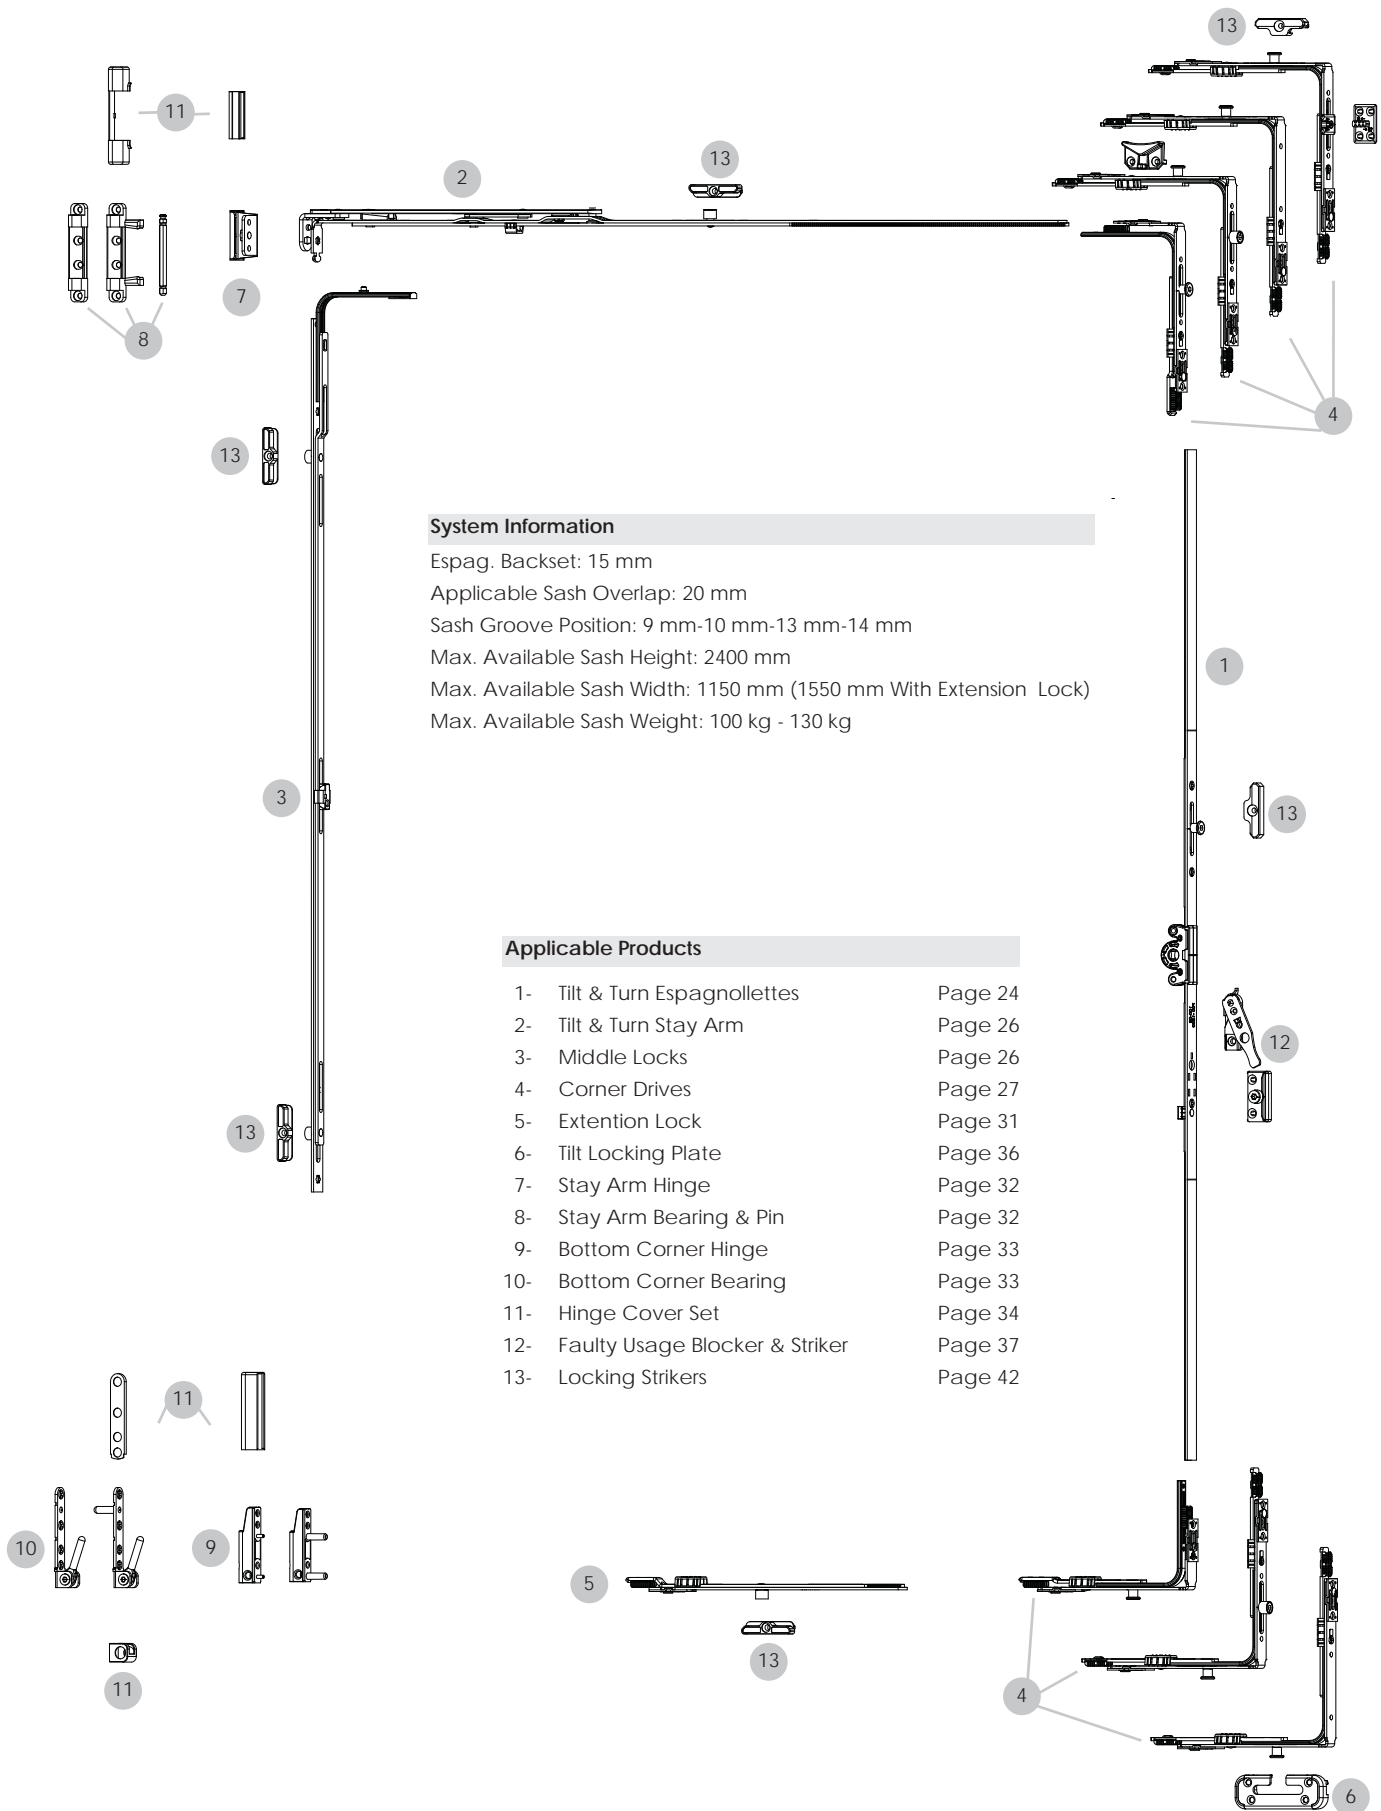 13
11
13
2
7
8
4
13
System Information
Espag. Backset: 15 mm
Applicable Sash Overlap: 20 mm
Sash Groove Position: 9 mm-10 mm-13 mm-14 mm
Max. Available Sash Height: 2400 mm
Max. Available Sash Width: 1150 mm (1550 mm With Extension Lock)
Max. Available Sash Weight: 100 kg - 130 kg
1
3
13
Applicable Products
1- Tilt & Turn Espagnollettes Page 24
2- Tilt & Turn Stay Arm Page 26
3- Middle Locks Page 26
4- Corner Drives Page 27
5- Extention Lock Page 31
6- Tilt Locking Plate Page 36
7- Stay Arm Hinge Page 32
8- Stay Arm Bearing & Pin Page 32
9- Bottom Corner Hinge Page 33
10- Bottom Corner Bearing Page 33
11- Hinge Cover Set Page 34
12- Faulty Usage Blocker & Striker Page 37
13- Locking Strikers Page 42
12
13
11
10
9
5
13
11
4
6